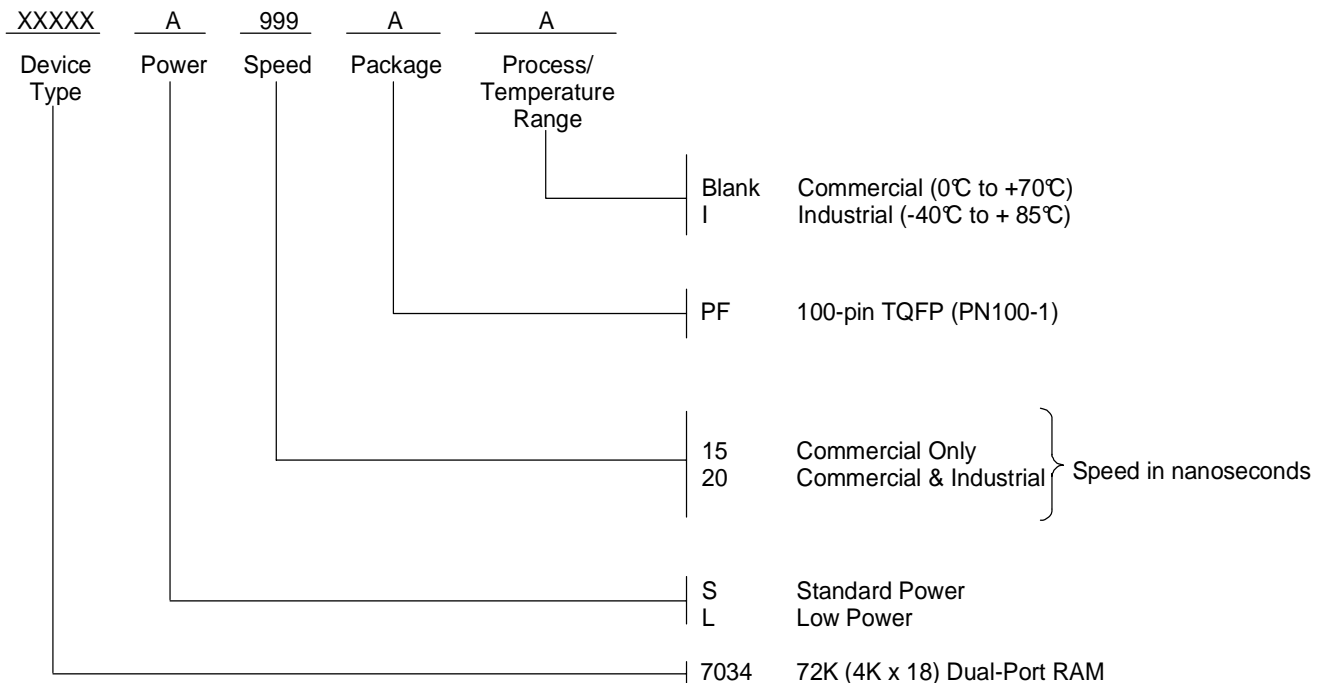 XXXXX A 999 A A
Device Type Power Speed Package Process/ Temperature Range
Blank Commercial (0℃ to +70℃)
I Industrial (-40℃ to + 85℃)
PF 100-pin TQFP (PN100-1)
15 Commercial Only
20 Commercial & Industrial
Speed in nanoseconds
S Standard Power
L Low Power
7034 72K (4K x 18) Dual-Port RAM